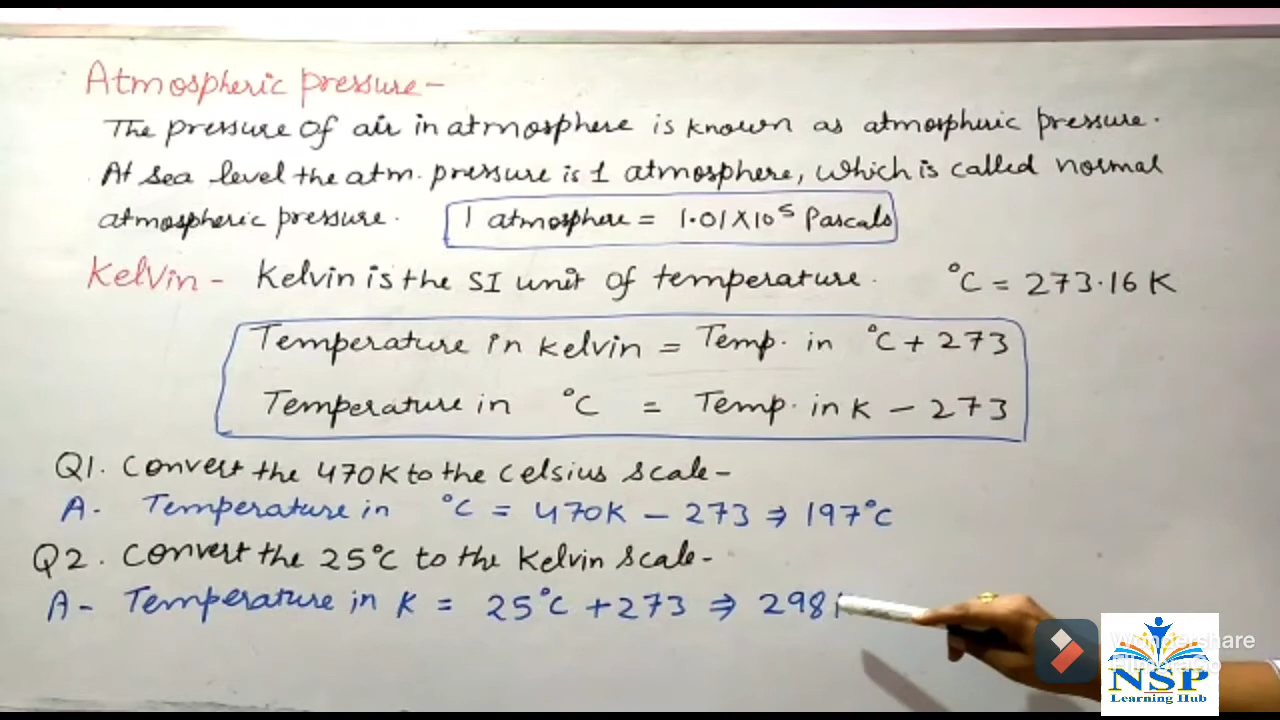 Atmospheric pressure-
The pressure of air in atmosphere is known as atmospheric pressure.
At sea level the atm. pressure is 1 atmosphere, which is called normal
atmospheric pressure. 1 atmosphere = 1.01 X 10⁵ Pascals
Kelvin - Kelvin is the SI unit of temperature. °C = 273.16 K
Temperature in kelvin = Temp. in °C + 273
Temperature in °C = Temp. in K - 273
Q1. Convert the 470K to the Celsius scale-
A- Temperature in °C = 470K - 273 ⇒ 197°C
Q2. Convert the 25°C to the Kelvin scale-
A- Temperature in K = 25°C + 273 ⇒ 298
Wondershare
Filmora
NSP
Learning Hub